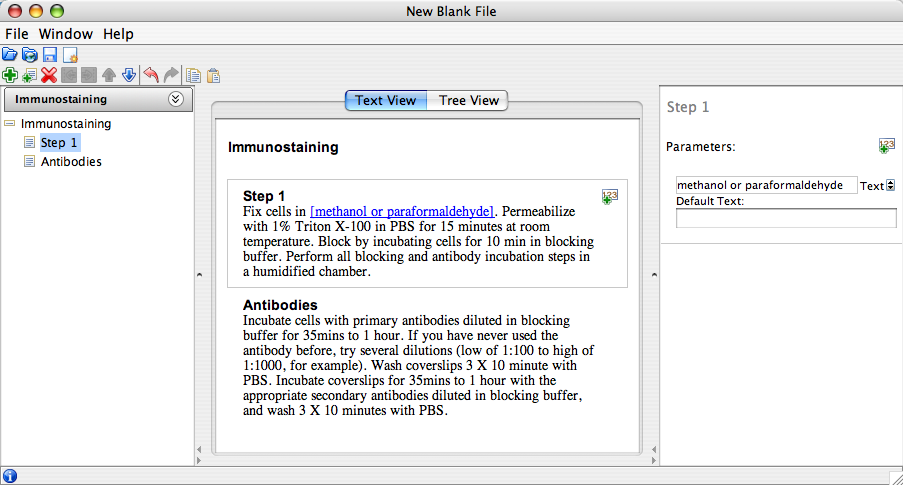 New Blank File
File Window Help
Immunostaining
Immunostaining
Step 1
Antibodies
Text View
Tree View
Immunostaining
Step 1
123
Fix cells in [methanol or paraformaldehyde]. Permeabilize
with 1% Triton X-100 in PBS for 15 minutes at room
temperature. Block by incubating cells for 10 min in blocking
buffer. Perform all blocking and antibody incubation steps in
a humidified chamber.
Antibodies
Incubate cells with primary antibodies diluted in blocking
buffer for 35mins to 1 hour. If you have never used the
antibody before, try several dilutions (low of 1:100 to high of
1:1000, for example). Wash coverslips 3 X 10 minute with
PBS. Incubate coverslips for 35mins to 1 hour with the
appropriate secondary antibodies diluted in blocking buffer,
and wash 3 X 10 minutes with PBS.
Step 1
Parameters:
123
methanol or paraformaldehyde Text
Default Text: